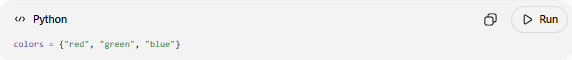 Python
Run
colors = {"red", "green", "blue"}